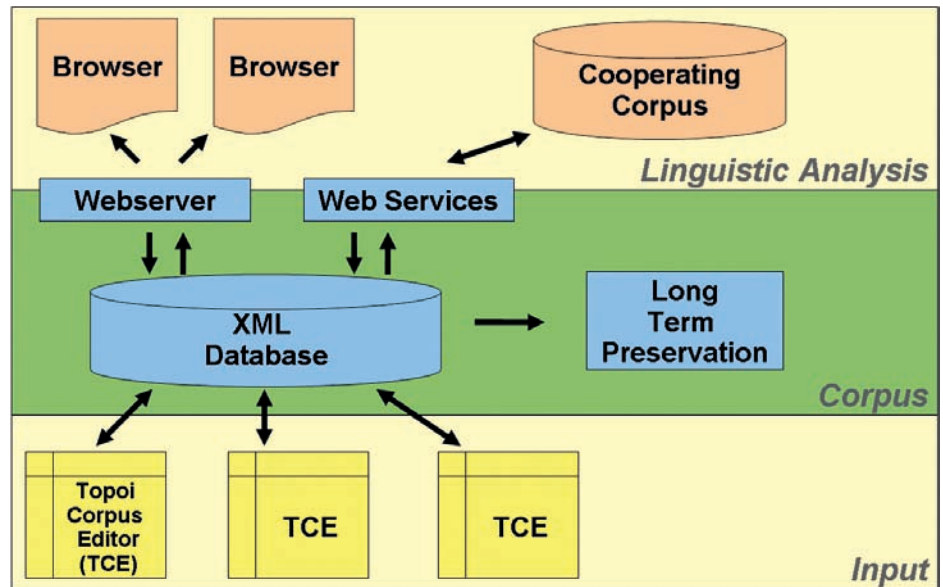 Browser
Browser
Cooperating
Corpus
Linguistic Analysis
Webserver
Web Services
XML
Database
Long
Term
Preservation
Corpus
Topoi
Corpus
Editor
(TCE)
TCE
TCE
Input